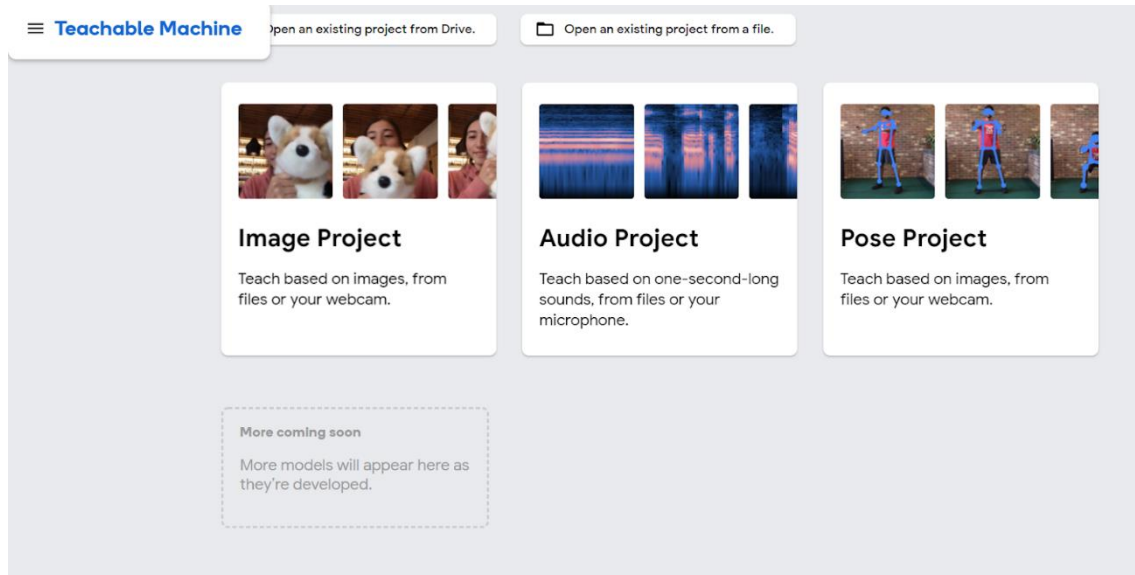 Teachable Machine
pen an existing project from Drive.
Open an existing project from a file.
Image Project
Teach based on images, from
files or your webcam.
Audio Project
Teach based on one-second-long
sounds, from files or your
microphone.
Pose Project
Teach based on images, from
files or your webcam.
More coming soon
More models will appear here as
they're developed.